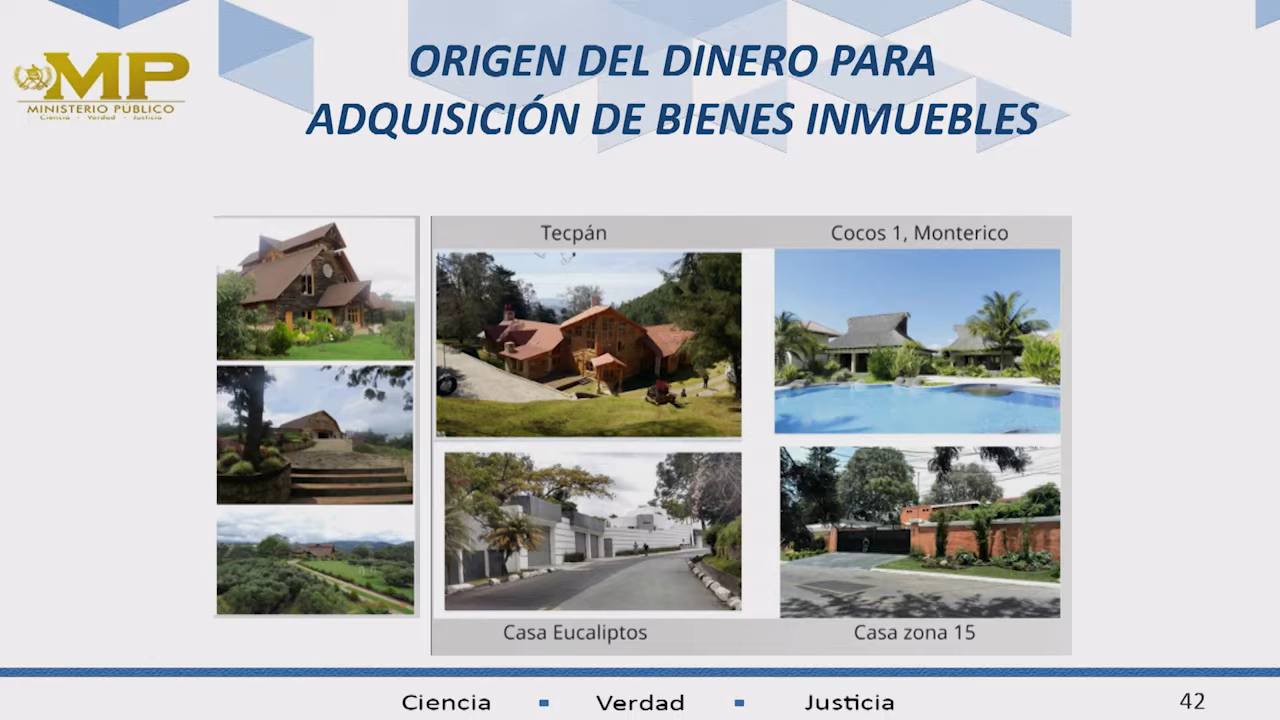 MP
MINISTERIO PÚBLICO
Ciencia - Verdad - Justicia
ORIGEN DEL DINERO PARA
ADQUISICIÓN DE BIENES INMUEBLES
Tecpán
Cocos 1, Monterico
Casa Eucaliptos
Casa zona 15
Ciencia ▪ Verdad ▪ Justicia
42